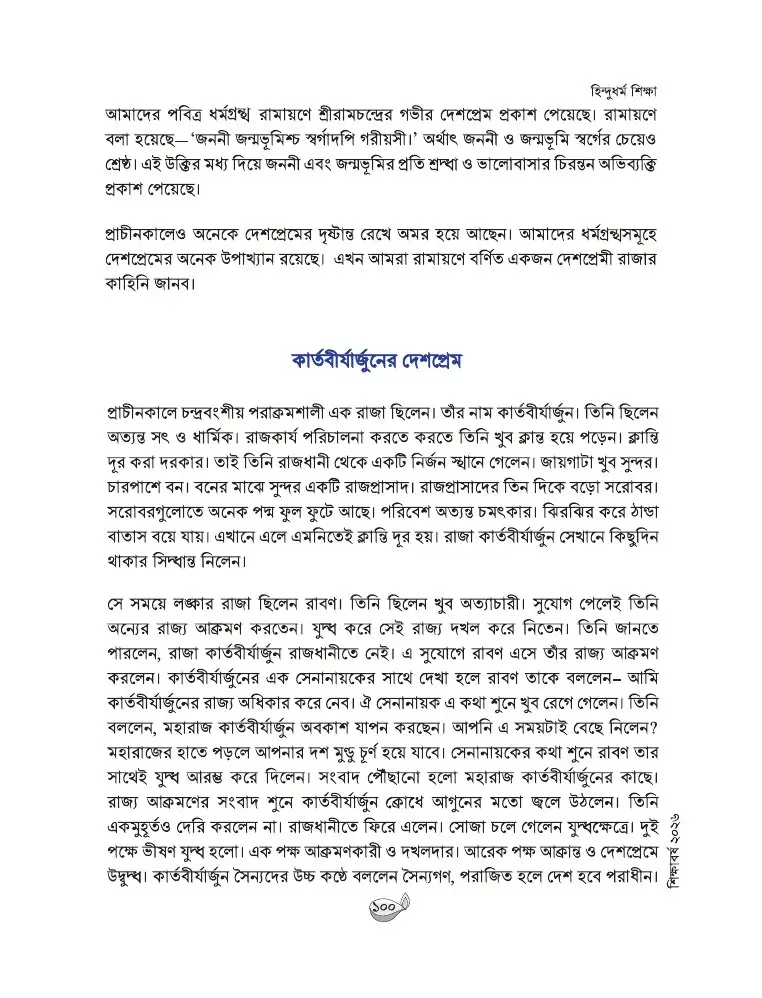 হিন্দুধর্ম শিক্ষা
আমাদের পবিত্র ধর্মগ্রন্থ রামায়ণে শ্রীরামচন্দ্রের গভীর দেশপ্রেম প্রকাশ পেয়েছে। রামায়ণে
বলা হয়েছে— ‘জননী জন্মভূমিশ্চ স্বর্গাদপি গরীয়সী।’ অর্থাৎ জননী ও জন্মভূমি স্বর্গের চেয়েও
শ্রেষ্ঠ। এই উক্তির মধ্য দিয়ে জননী এবং জন্মভূমির প্রতি শ্রদ্ধা ও ভালোবাসার চিরন্তন অভিব্যক্তি
প্রকাশ পেয়েছে।
প্রাচীনকালেও অনেকে দেশপ্রেমের দৃষ্টান্ত রেখে অমর হয়ে আছেন। আমাদের ধর্মগ্রন্থসমূহে
দেশপ্রেমের অনেক উপাখ্যান রয়েছে। এখন আমরা রামায়ণে বর্ণিত একজন দেশপ্রেমী রাজার
কাহিনি জানব।
কার্তবীর্যার্জুনের দেশপ্রেম
প্রাচীনকালে চন্দ্রবংশীয় পরাক্রমশালী এক রাজা ছিলেন। তাঁর নাম কার্তবীর্যার্জুন। তিনি ছিলেন
অত্যন্ত সৎ ও ধার্মিক। রাজকার্য পরিচালনা করতে করতে তিনি খুব ক্লান্ত হয়ে পড়েন। ক্লান্তি
দূর করা দরকার। তাই তিনি রাজধানী থেকে একটি নির্জন স্থানে গেলেন। জায়গাটা খুব সুন্দর।
চারপাশে বন। বনের মাঝে সুন্দর একটি রাজপ্রাসাদ। রাজপ্রাসাদের তিন দিকে বড়ো সরোবর।
সরোবরগুলোতে অনেক পদ্ম ফুল ফুটে আছে। পরিবেশ অত্যন্ত চমৎকার। ঝিরঝির করে ঠান্ডা
বাতাস বয়ে যায়। এখানে এলে এমনিতেই ক্লান্তি দূর হয়। রাজা কার্তবীর্যার্জুন সেখানে কিছুদিন
থাকার সিদ্ধান্ত নিলেন।
সে সময়ে লঙ্কার রাজা ছিলেন রাবণ। তিনি ছিলেন খুব অত্যাচারী। সুযোগ পেলেই তিনি
অন্যের রাজ্য আক্রমণ করতেন। যুদ্ধ করে সেই রাজ্য দখল করে নিতেন। তিনি জানতে
পারলেন, রাজা কার্তবীর্যার্জুন রাজধানীতে নেই। এ সুযোগে রাবণ এসে তাঁর রাজ্য আক্রমণ
করলেন। কার্তবীর্যার্জুনের এক সেনানায়কের সাথে দেখা হলে রাবণ তাকে বললেন– আমি
কার্তবীর্যার্জুনের রাজ্য অধিকার করে নেব। ঐ সেনানায়ক এ কথা শুনে খুব রেগে গেলেন। তিনি
বললেন, মহারাজ কার্তবীর্যার্জুন অবকাশ যাপন করছেন। আপনি এ সময়টাই বেছে নিলেন?
মহারাজের হাতে পড়লে আপনার দশ মুন্ডু চূর্ণ হয়ে যাবে। সেনানায়কের কথা শুনে রাবণ তার
সাথেই যুদ্ধ আরম্ভ করে দিলেন। সংবাদ পৌঁছানো হলো মহারাজ কার্তবীর্যার্জুনের কাছে।
রাজ্য আক্রমণের সংবাদ শুনে কার্তবীর্যার্জুন ক্রোধে আগুনের মতো জ্বলে উঠলেন। তিনি
একমুহূর্তও দেরি করলেন না। রাজধানীতে ফিরে এলেন। সোজা চলে গেলেন যুদ্ধক্ষেত্রে। দুই
পক্ষে ভীষণ যুদ্ধ হলো। এক পক্ষ আক্রমণকারী ও দখলদার। আরেক পক্ষ আক্রান্ত ও দেশপ্রেমে
উদ্বুদ্ধ। কার্তবীর্যার্জুন সৈন্যদের উচ্চ কণ্ঠে বললেন সৈন্যগণ, পরাজিত হলে দেশ হবে পরাধীন।
শিক্ষাবর্ষ ২০২৬
১০০